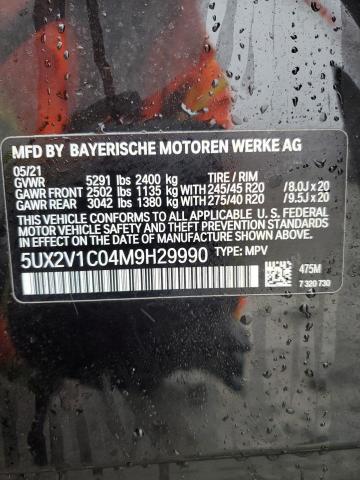 MFD BY BAYERISCHE MOTOREN WERKE AG
05/21
GVWR 5291 lbs 2400 kg TIRE / RIM
GAWR FRONT 2502 lbs 1135 kg WITH 245/45 R20 / 8.0J x 20
GAWR REAR 3042 lbs 1380 kg WITH 275/40 R20 / 9.5J x 20
THIS VEHICLE CONFORMS TO ALL APPLICABLE U. S. FEDERAL
MOTOR VEHICLE SAFETY AND THEFT PREVENTION STANDARDS
IN EFFECT ON THE DATE OF MANUFACTURE SHOWN ABOVE.
5UX2V1C04M9H29990 TYPE: MPV
475M
7 320 730